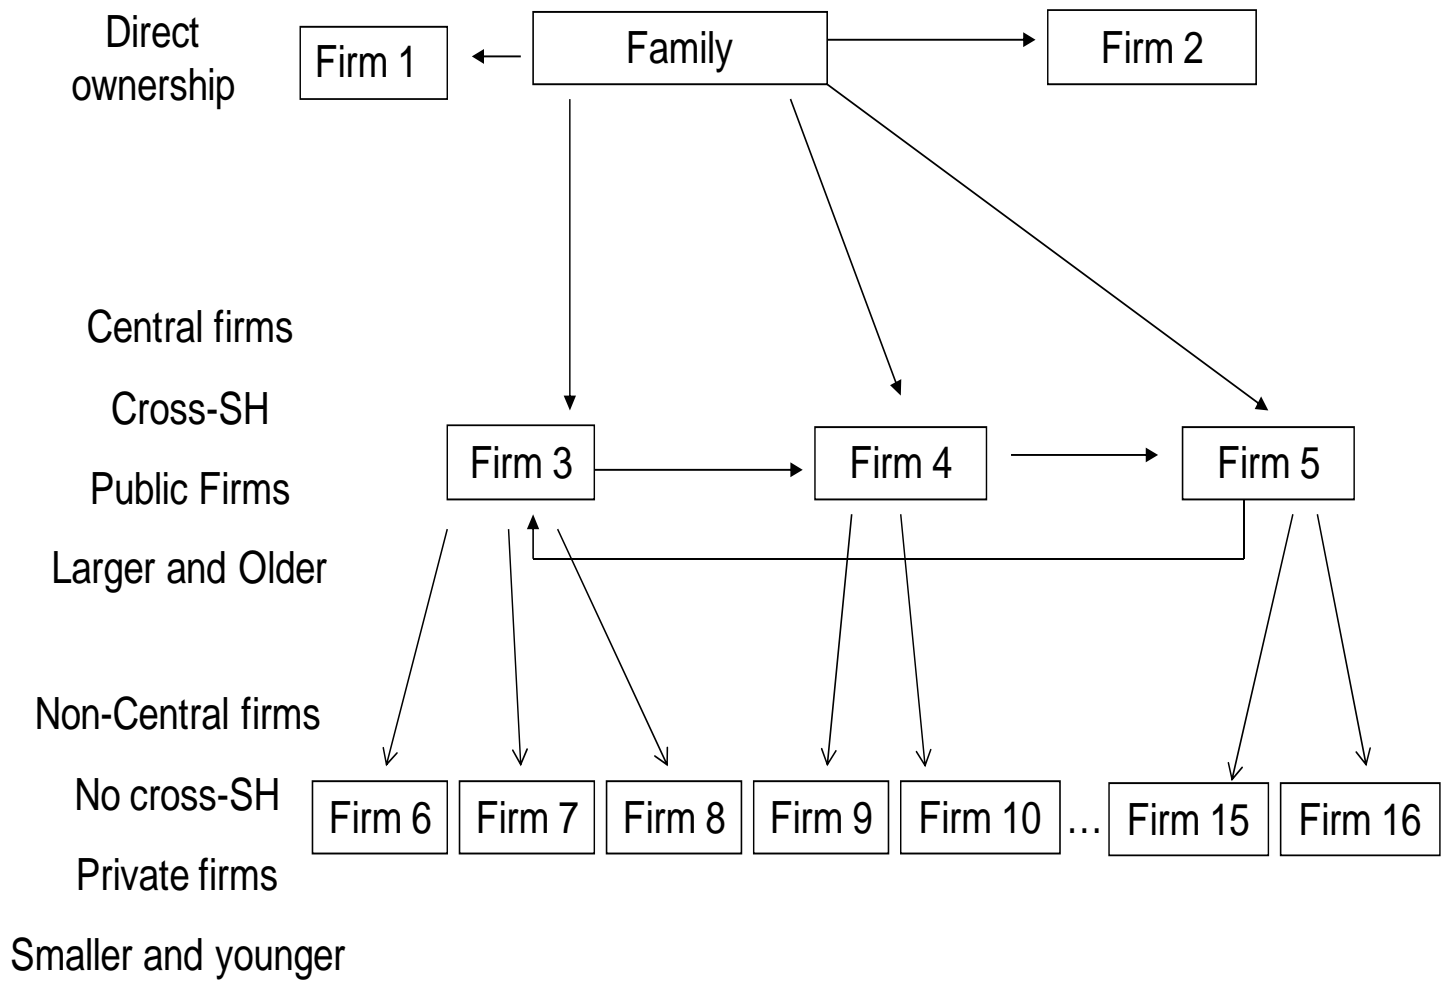 Direct
ownership
Firm 1
Family
Firm 2
Central firms
Cross-SH
Public Firms
Larger and Older
Firm 3
Firm 4
Firm 5
Non-Central firms
No cross-SH
Private firms
Smaller and younger
Firm 6
Firm 7
Firm 8
Firm 9
Firm 10
...
Firm 15
Firm 16